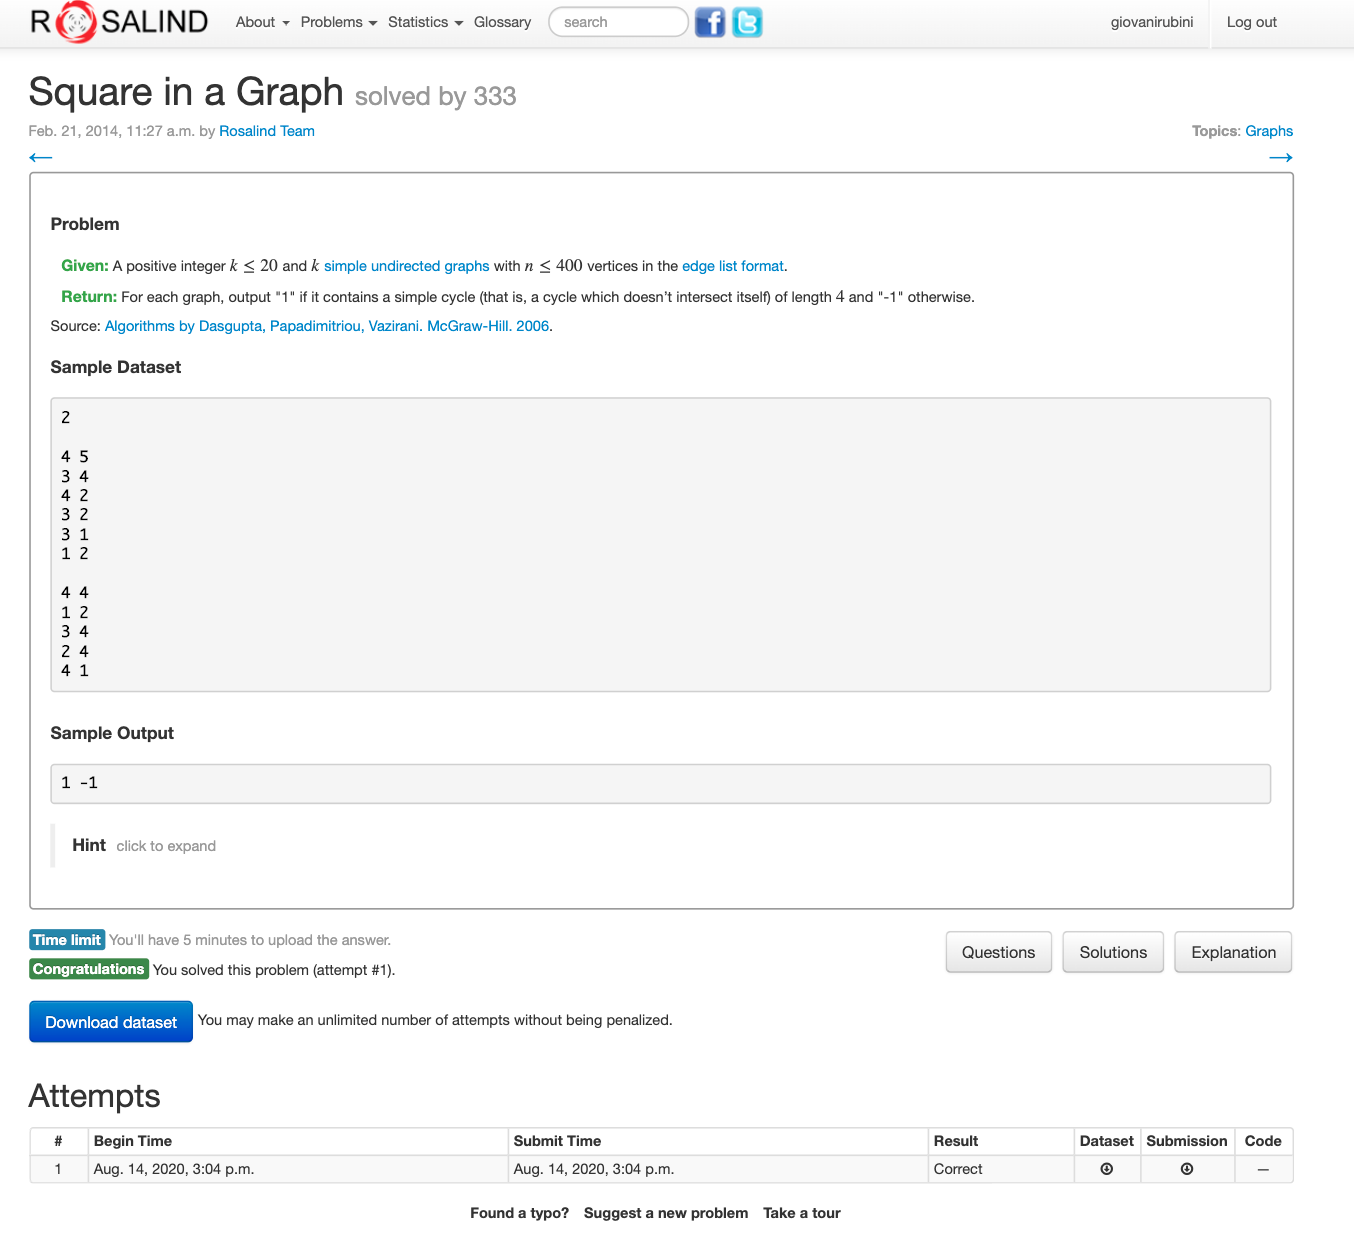 ROSALIND About Problems Statistics Glossary search giovanirubini Log out
Square in a Graph solved by 333
Feb. 21, 2014, 11:27 a.m. by Rosalind Team Topics: Graphs
← →
Problem
Given: A positive integer k ≤ 20 and k simple undirected graphs with n ≤ 400 vertices in the edge list format.
Return: For each graph, output "1" if it contains a simple cycle (that is, a cycle which doesn't intersect itself) of length 4 and "-1" otherwise.
Source: Algorithms by Dasgupta, Papadimitriou, Vazirani. McGraw-Hill. 2006.
Sample Dataset
2
4 5
3 4
4 2
3 2
3 1
1 2
4 4
1 2
3 4
2 4
4 1
Sample Output
1 -1
Hint click to expand
Time limit You'll have 5 minutes to upload the answer.
Questions Solutions Explanation
Congratulations You solved this problem (attempt #1).
Download dataset You may make an unlimited number of attempts without being penalized.
Attempts
# Begin Time Submit Time Result Dataset Submission Code
1 Aug. 14, 2020, 3:04 p.m. Aug. 14, 2020, 3:04 p.m. Correct —
Found a typo? Suggest a new problem Take a tour